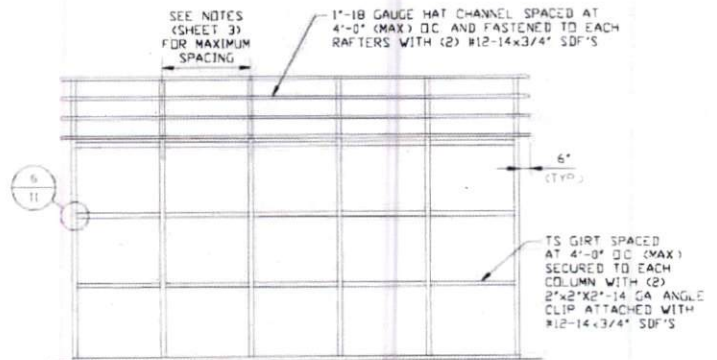 SEE NOTES
(SHEET 3)
FOR MAXIMUM
SPACING
1"-18 GAUGE HAT CHANNEL SPACED AT
4'-0" (MAX) OC AND FASTENED TO EACH
RAFTERS WITH (2) #12-14x3/4" SDF'S
6"
(TYP.)
6
11
TS GIRT SPACED
AT 4'-0" OC (MAX)
SECURED TO EACH
COLUMN WITH (2)
2"x2"X2"-14 GA ANGLE
CLIP ATTACHED WITH
#12-14x3/4" SDF'S